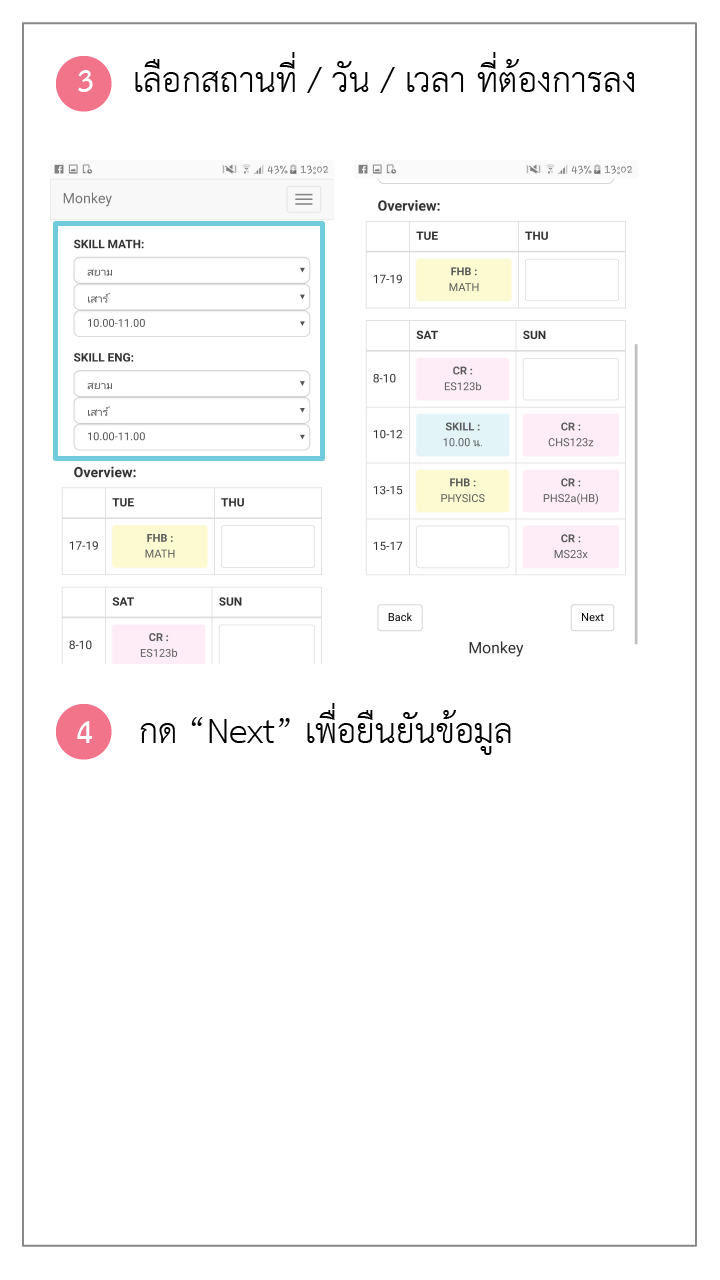 3 เลือกสถานที่ / วัน / เวลา ที่ต้องการลง
43% 13:02
Monkey
SKILL MATH:
สยาม
เสาร์
10.00-11.00
SKILL ENG:
สยาม
เสาร์
10.00-11.00
Overview:
TUE THU
17-19 FHB :
MATH
SAT SUN
8-10 CR :
ES123b
43% 13:02
Overview:
TUE THU
17-19 FHB :
MATH
SAT SUN
8-10 CR :
ES123b
10-12 SKILL : CR :
10.00 น. CHS123z
13-15 FHB : CR :
PHYSICS PHS2a(HB)
15-17 CR :
MS23x
Back Next
Monkey
4 กด “Next” เพื่อยืนยันข้อมูล